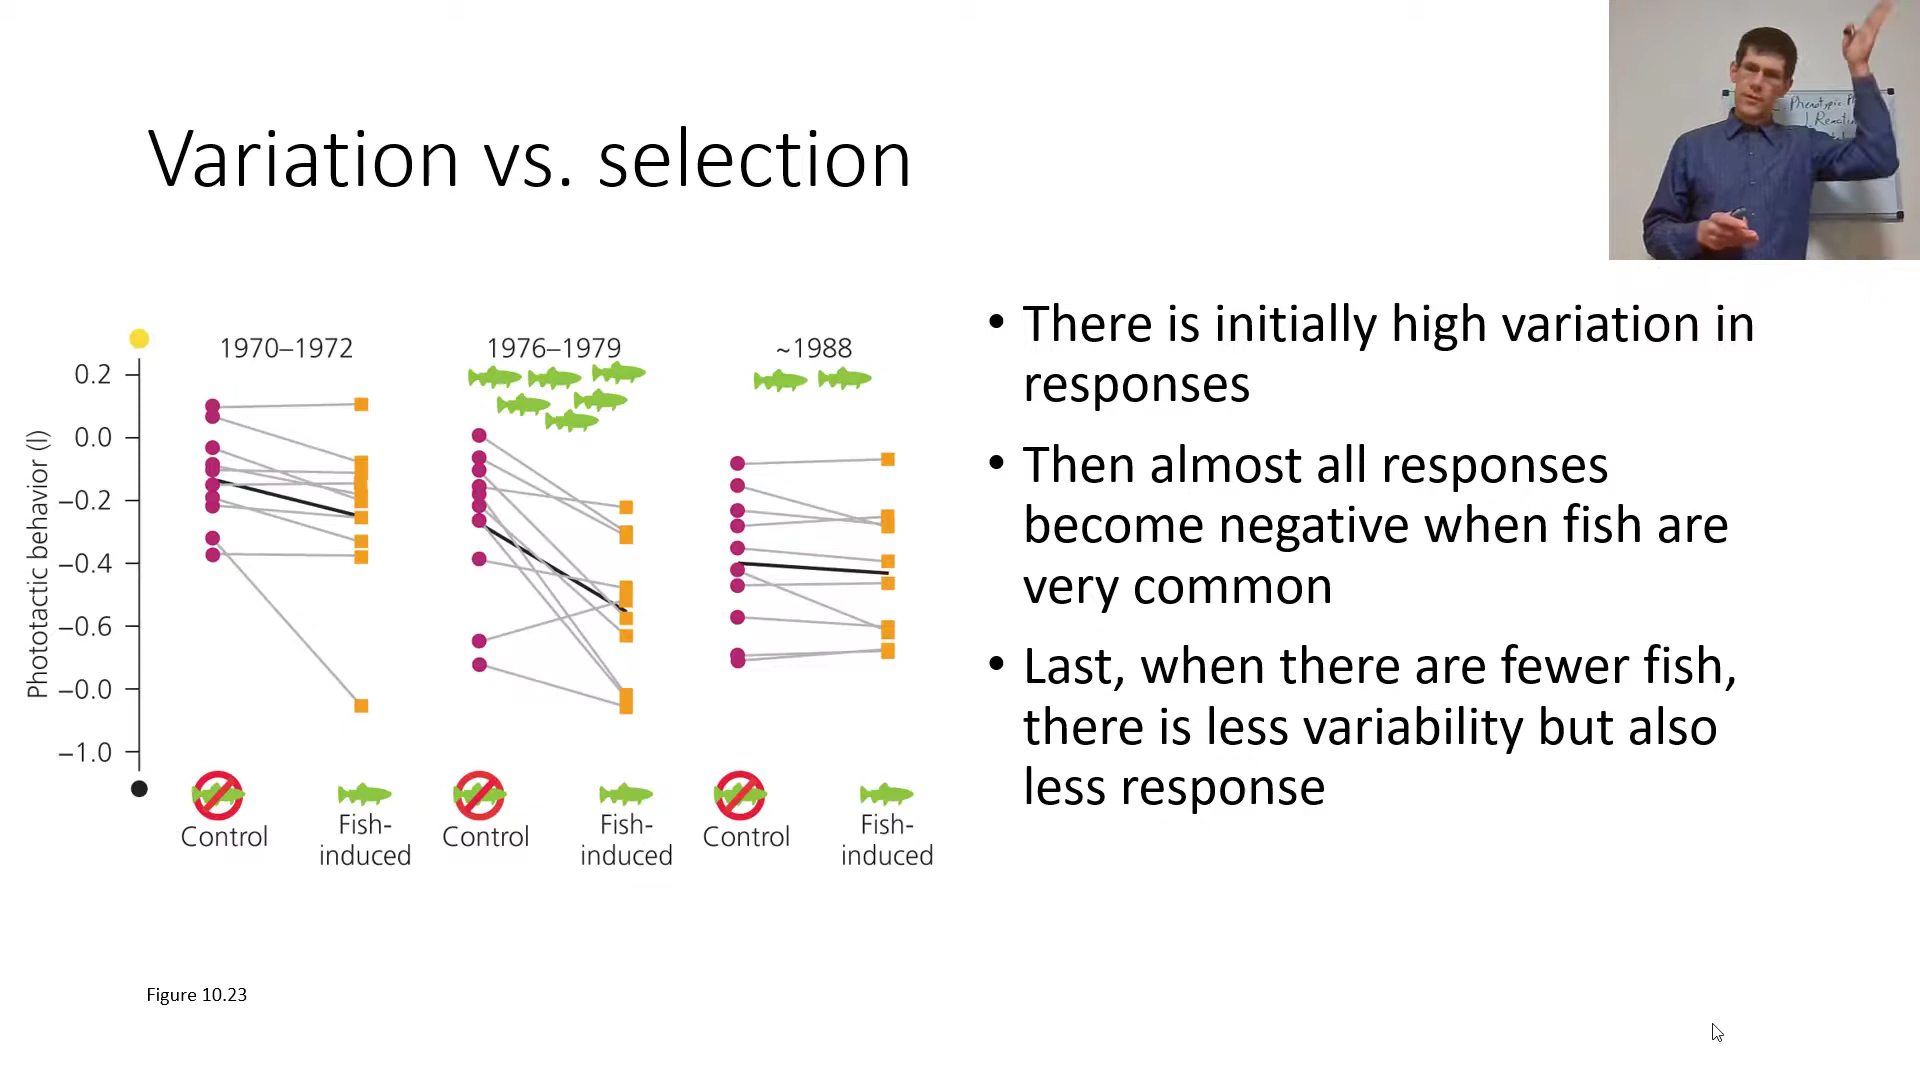 Variation vs. selection
Phenotypic
1970–1972
1976–1979
~1988
0.2
0.0
–0.2
–0.4
–0.6
–0.0
–1.0
Phototactic behavior (I)
Control
Fish-
induced
Control
Fish-
induced
Control
Fish-
induced
• There is initially high variation in
responses
• Then almost all responses
become negative when fish are
very common
• Last, when there are fewer fish,
there is less variability but also
less response
Figure 10.23